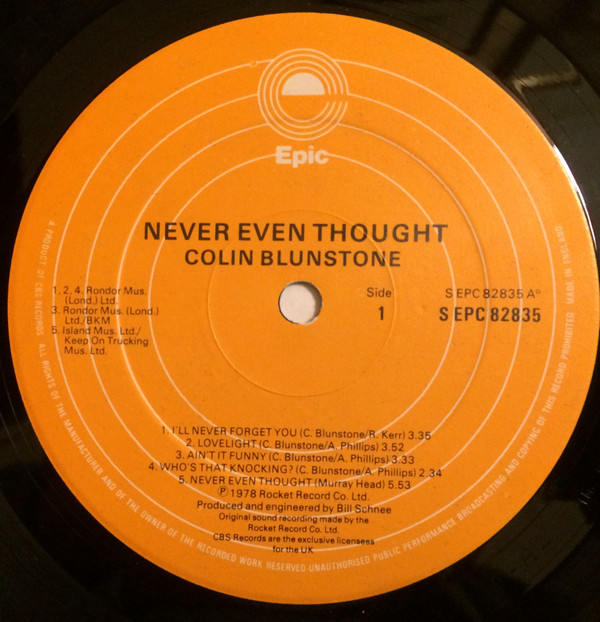 Epic
NEVER EVEN THOUGHT
COLIN BLUNSTONE
1, 2, 4. Rondor Mus.
(Lond.) Ltd.
3. Rondor Mus. (Lond.)
Ltd./BKM
5. Island Mus. Ltd./
Keep On Trucking
Mus. Ltd.
Side
1
S EPC 82835 A°
S EPC 82835
1. I'LL NEVER FORGET YOU (C. Blunstone/R. Kerr) 3.35
2. LOVELIGHT (C. Blunstone/A. Phillips) 3.52
3. AIN'T IT FUNNY (C. Blunstone/A. Phillips) 3.33
4. WHO'S THAT KNOCKING? (C. Blunstone/A. Phillips) 2.34
5. NEVER EVEN THOUGHT (Murray Head) 5.53
Ⓟ 1978 Rocket Record Co. Ltd.
Produced and engineered by Bill Schnee
Original sound recording made by the
Rocket Record Co. Ltd.
CBS Records are the exclusive licensees
for the UK
A PRODUCT OF CBS RECORDS ALL RIGHTS OF THE MANUFACTURER AND OF THE OWNER OF THE RECORDED WORK RESERVED·UNAUTHORISED PUBLIC PERFORMANCE BROADCASTING AND COPYING OF THIS RECORD PROHIBITED MADE IN ENGLAND